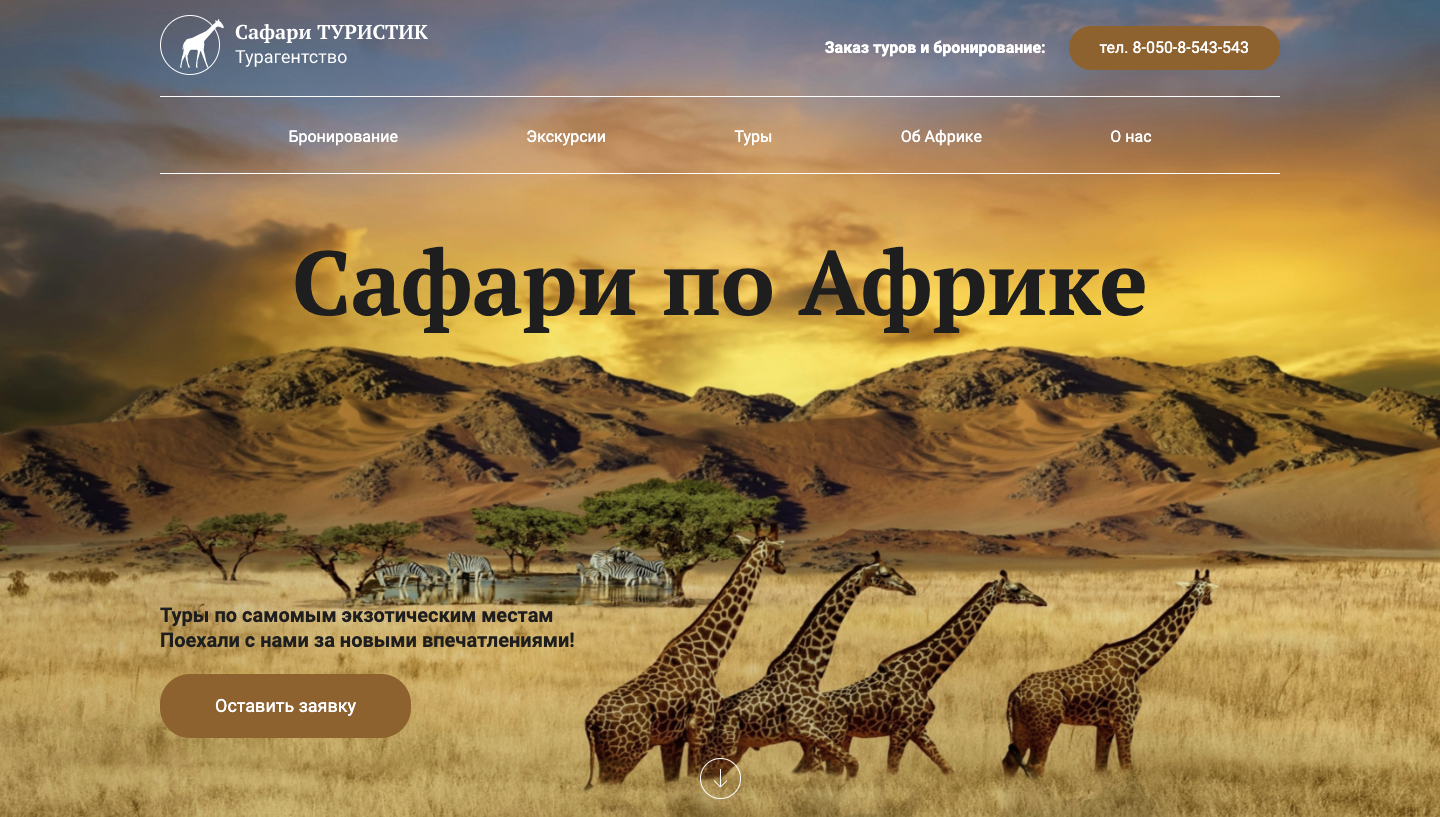 Сафари ТУРИСТИК
Турагентство
Заказ туров и бронирование:
тел. 8-050-8-543-543
Бронирование
Экскурсии
Туры
Об Африке
О нас
Сафари по Африке
Туры по самомым экзотическим местам
Поехали с нами за новыми впечатлениями!
Оставить заявку